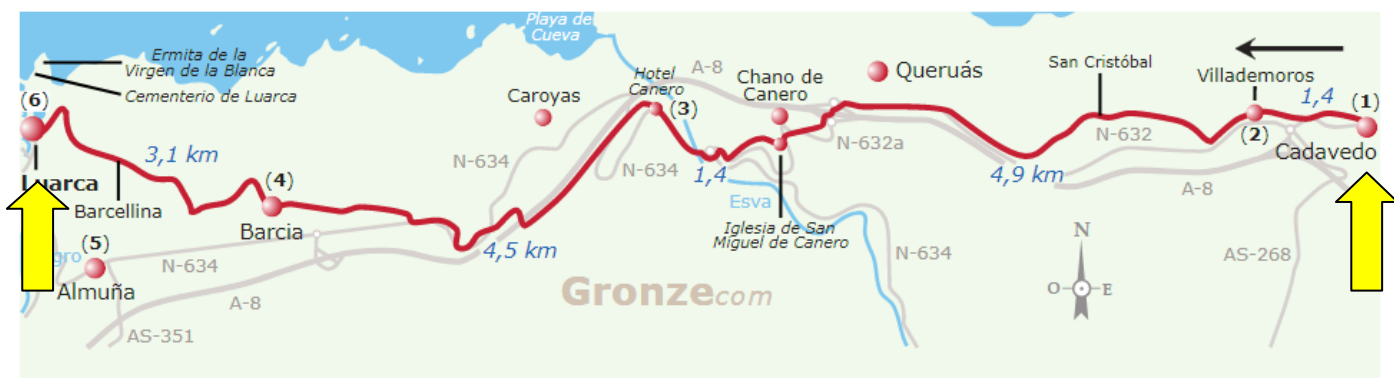 Playa de
Cueva
Ermita de la
Virgen de la Blanca
Cementerio de Luarca
(6)
Luarca
3,1 km
Barcellina
(4)
Barcia
(5)
Almuña
N-634
A-8
AS-351
Caroyas
N-634
4,5 km
Hotel
Canero
(3)
N-634
A-8
1,4
Esva
Chano de
Canero
Iglesia de San
Miguel de Canero
N-632a
N-634
Queruás
4,9 km
San Cristóbal
N-632
Villademoros
(2)
1,4
(1)
Cadavedo
A-8
AS-268
N
O
E
Gronze.com